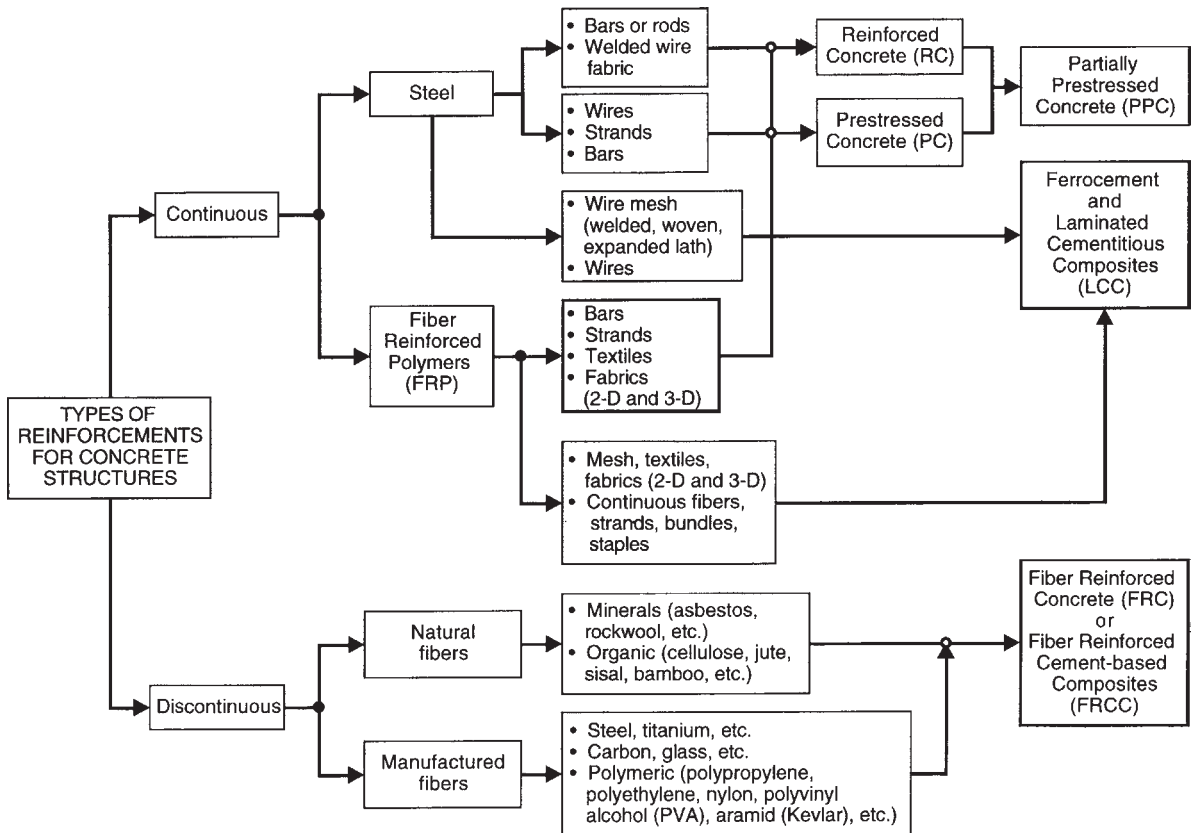 • Bars or rods
• Welded wire
fabric
Reinforced
Concrete (RC)
Partially
Prestressed
Concrete (PPC)
Steel
• Wires
• Strands
• Bars
Prestressed
Concrete (PC)
Continuous
• Wire mesh
(welded, woven,
expanded lath)
• Wires
Ferrocement
and
Laminated
Cementitious
Composites
(LCC)
Fiber
Reinforced
Polymers
(FRP)
• Bars
• Strands
• Textiles
• Fabrics
(2-D and 3-D)
TYPES OF
REINFORCEMENTS
FOR CONCRETE
STRUCTURES
• Mesh, textiles,
fabrics (2-D and 3-D)
• Continuous fibers,
strands, bundles,
staples
Natural
fibers
• Minerals (asbestos,
rockwool, etc.)
• Organic (cellulose, jute,
sisal, bamboo, etc.)
Fiber Reinforced
Concrete (FRC)
or
Fiber Reinforced
Cement-based
Composites
(FRCC)
Discontinuous
Manufactured
fibers
• Steel, titanium, etc.
• Carbon, glass, etc.
• Polymeric (polypropylene,
polyethylene, nylon, polyvinyl
alcohol (PVA), aramid (Kevlar), etc.)